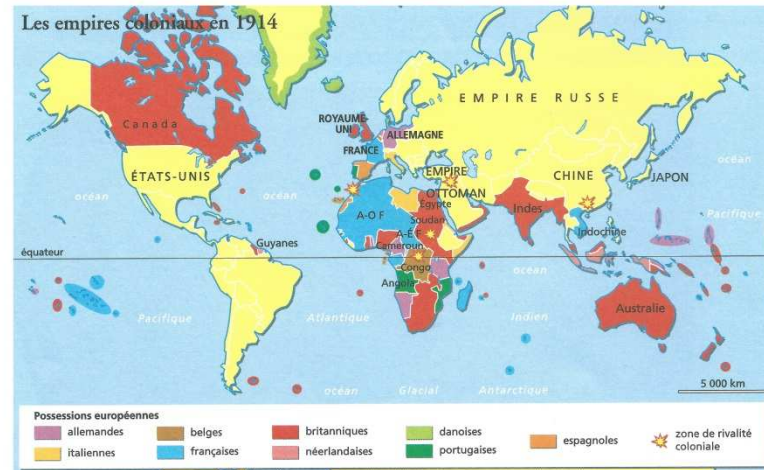 Les empires coloniaux en 1914
EMPIRE RUSSE
Canada
ROYAUME-
UNI
ALLEMAGNE
FRANCE
ÉTATS-UNIS
EMPIRE
OTTOMAN
CHINE
JAPON
océan
océan
océan
Égypte
Indes
A-O F
Soudan
Pacifique
Indochine
A-É F
Guyanes
Cameroun
équateur
Congo
océan
Angola
Australie
Pacifique
Atlantique
Indien
océan
Glacial
Antarctique
5 000 km
Possessions européennes
allemandes
belges
britanniques
danoises
espagnoles
zone de rivalité
coloniale
italiennes
françaises
néerlandaises
portugaises